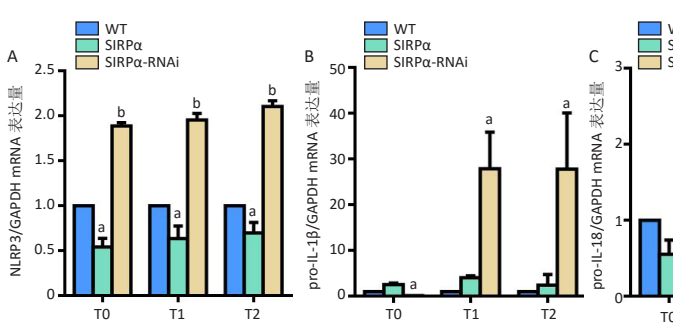 WT
SIRPα
SIRPα-RNAi
A
NLRP3/GAPDH mRNA 表达量
2.5
2.0
1.5
1.0
0.5
0
a
b
a
b
a
b
T0
T1
T2
WT
SIRPα
SIRPα-RNAi
B
pro-IL-1β/GAPDH mRNA 表达量
50
40
30
20
10
0
a
a
a
T0
T1
T2
C
pro-IL-18/GAPDH mRNA 表达量
3
2
1
0